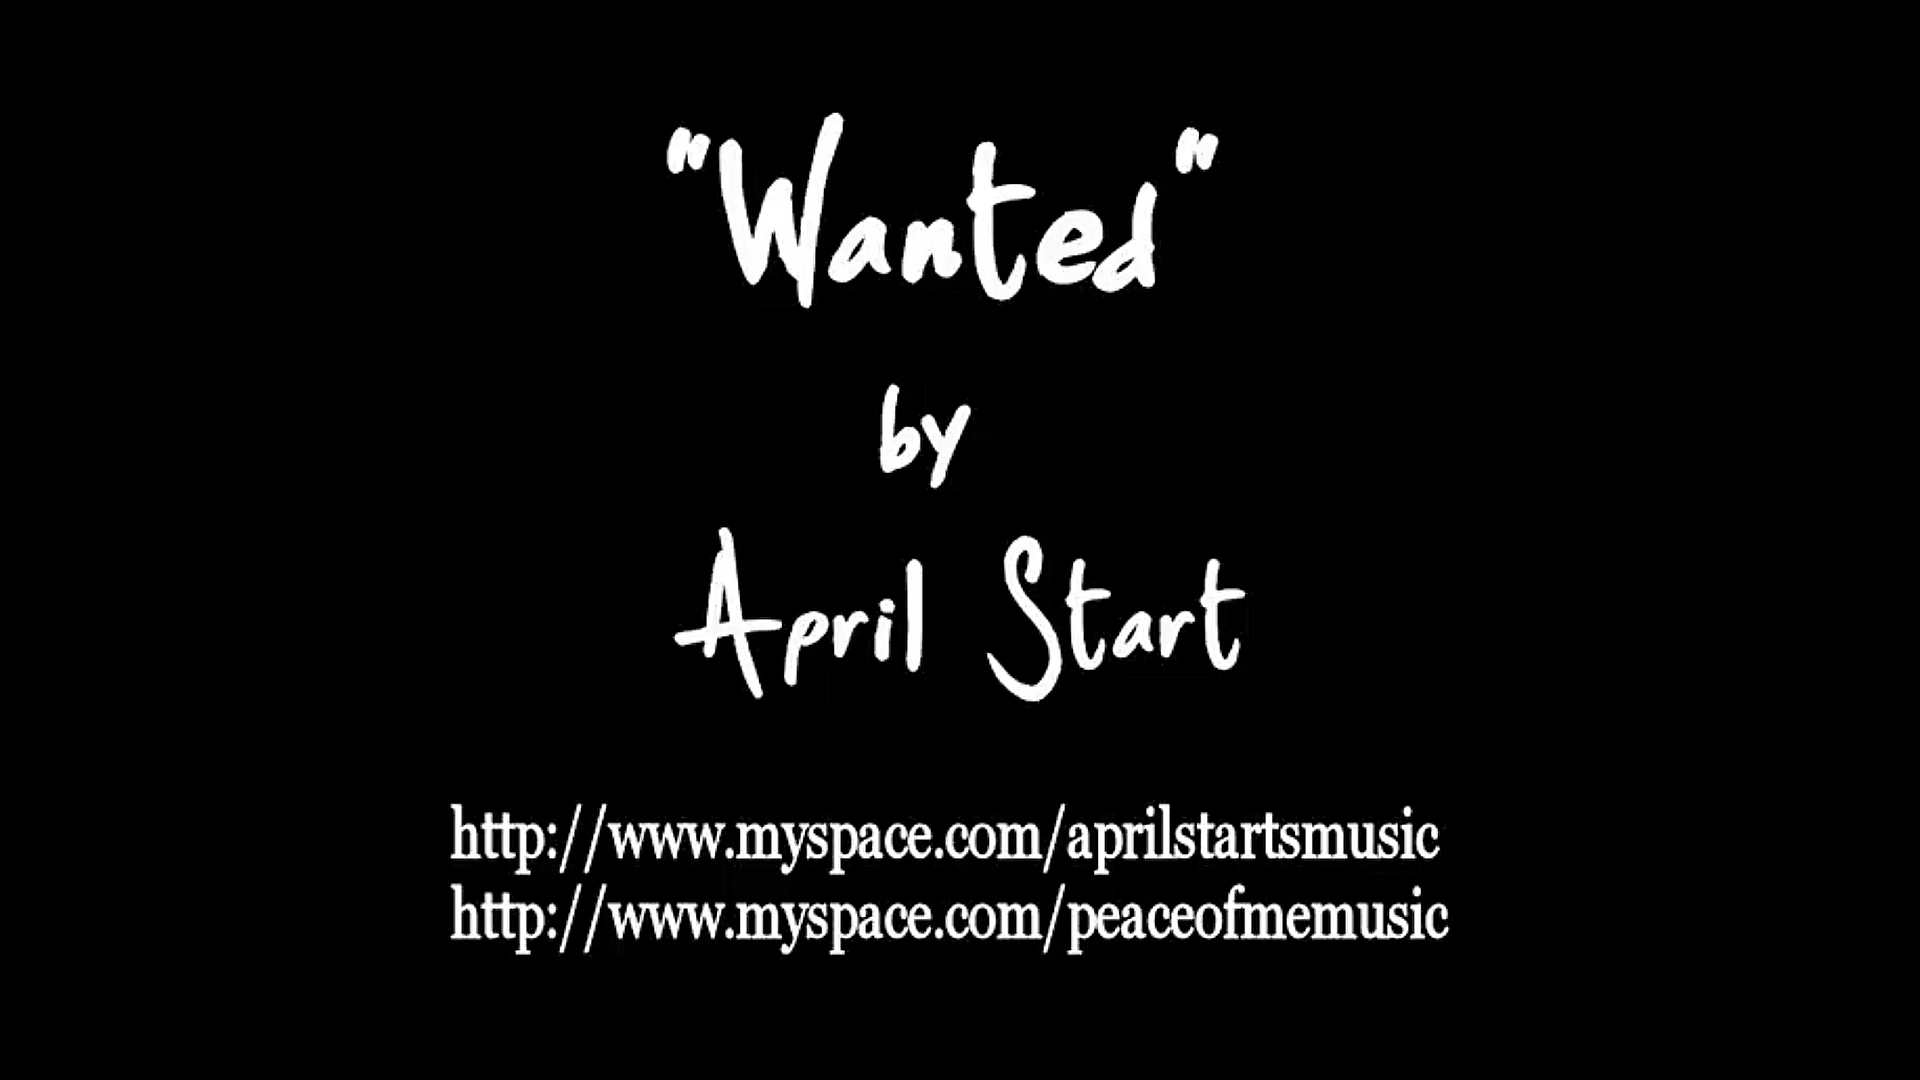 "Wanted"
by
April Start
http://www.myspace.com/aprilstartsmusic
http://www.myspace.com/peaceofmemusic